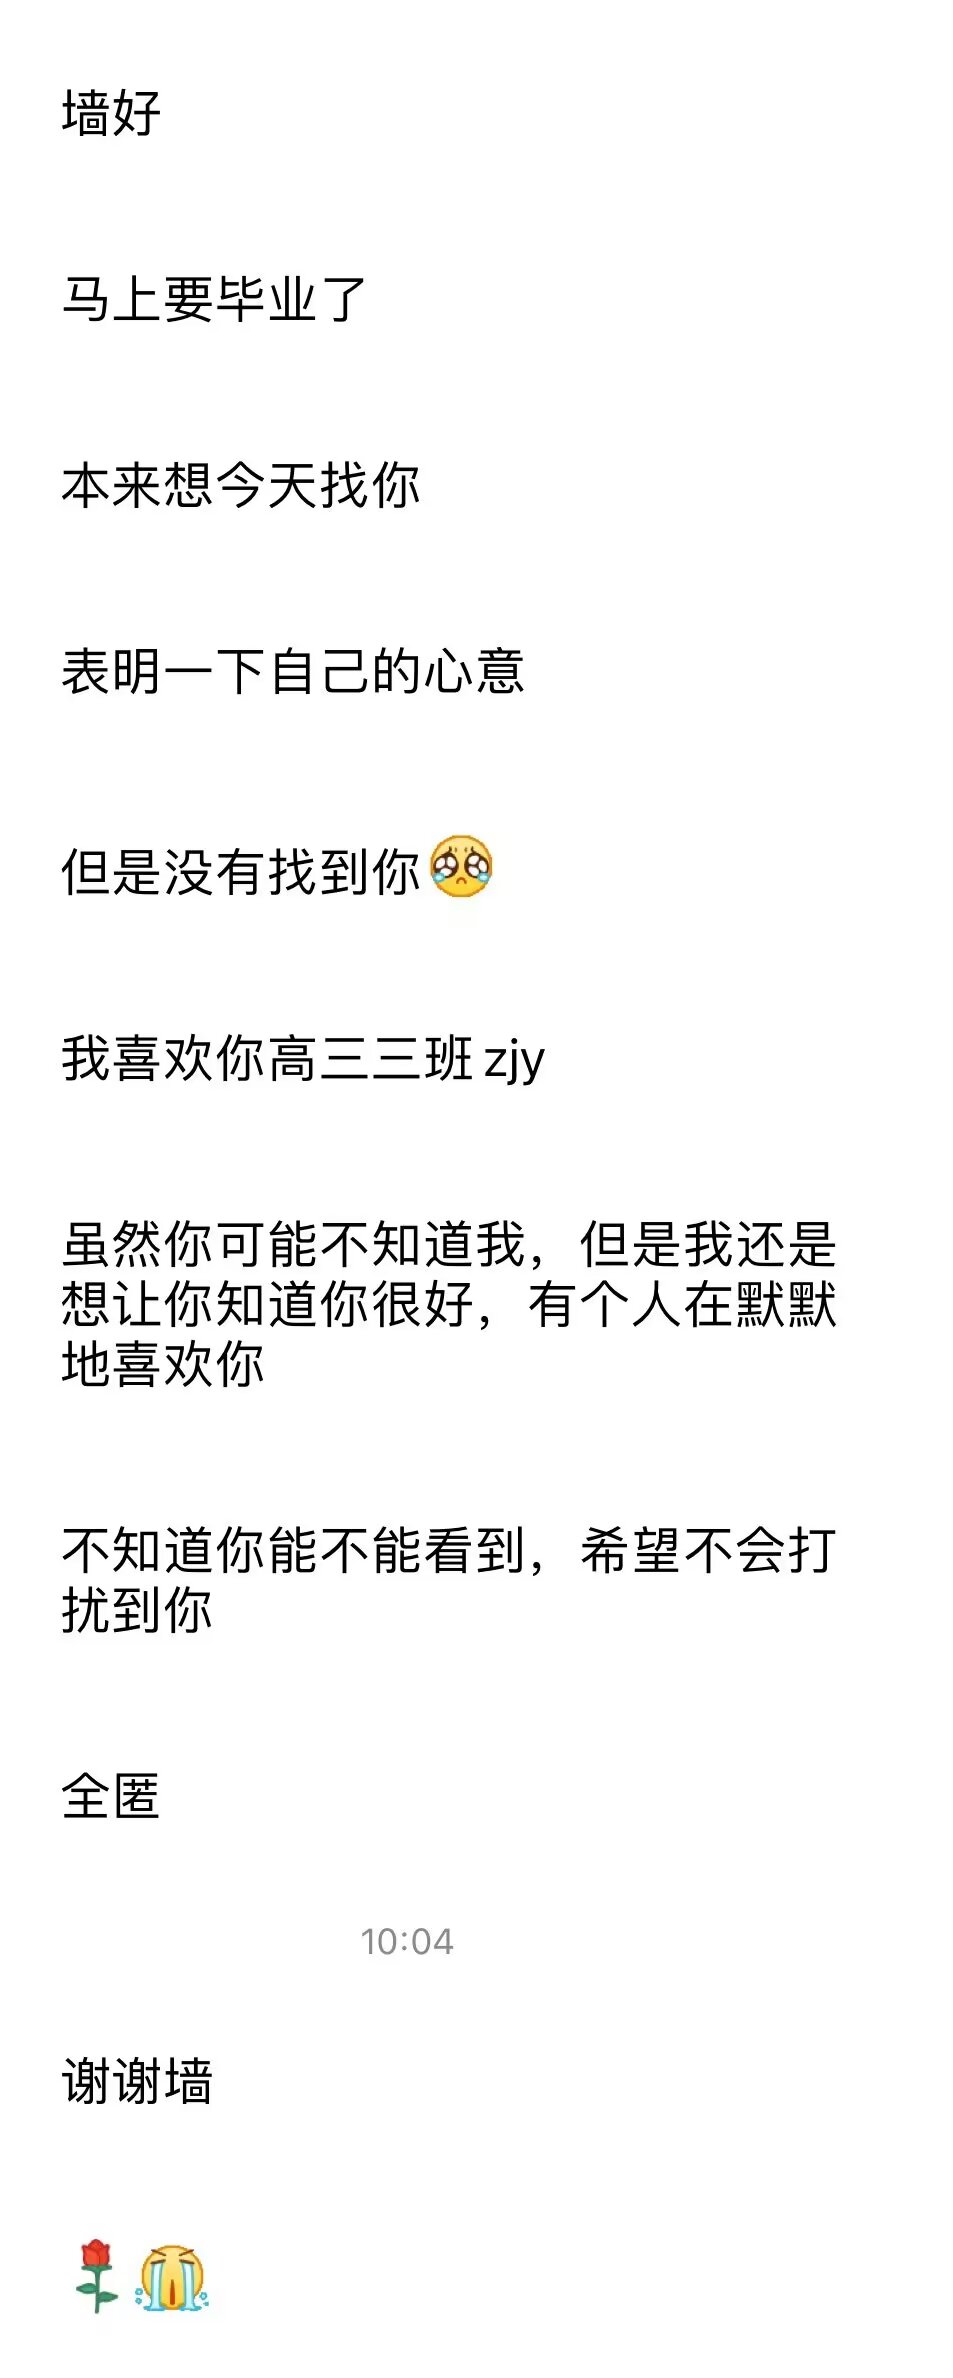 墙好
马上要毕业了
本来想今天找你
表明一下自己的心意
但是没有找到你🥹
我喜欢你高三三班zjy
虽然你可能不知道我，但是我还是
想让你知道你很好，有个人在默默
地喜欢你
不知道你能不能看到，希望不会打
扰到你
全匿
10:04
谢谢墙
🌹😭